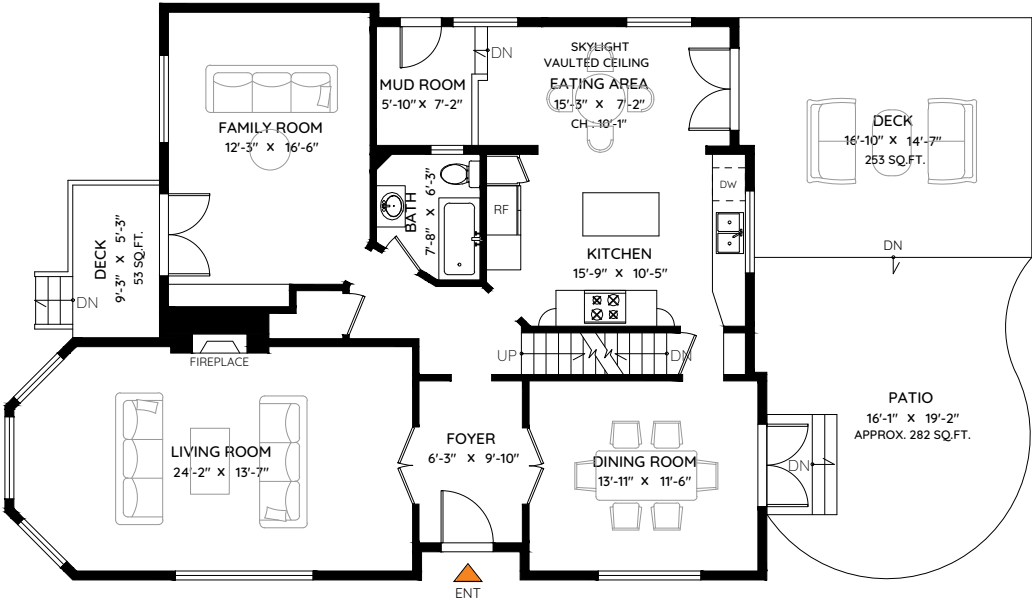 FAMILY ROOM
12'-3" X 16'-6"
MUD ROOM
5'-10" X 7'-2"
DN
SKYLIGHT
VAULTED CEILING
EATING AREA
15'-3" X 7'-2"
CH : 10'-1"
DECK
16'-10" X 14'-7"
253 SQ.FT.
DN
DECK
9'-3" X 5'-3"
53 SQ.FT.
DN
BATH
7'-8" X 6'-3"
RF
DW
KITCHEN
15'-9" X 10'-5"
UP
DN
FIREPLACE
LIVING ROOM
24'-2" X 13'-7"
FOYER
6'-3" X 9'-10"
DINING ROOM
13'-11" X 11'-6"
DN
PATIO
16'-1" X 19'-2"
APPROX. 282 SQ.FT.
ENT